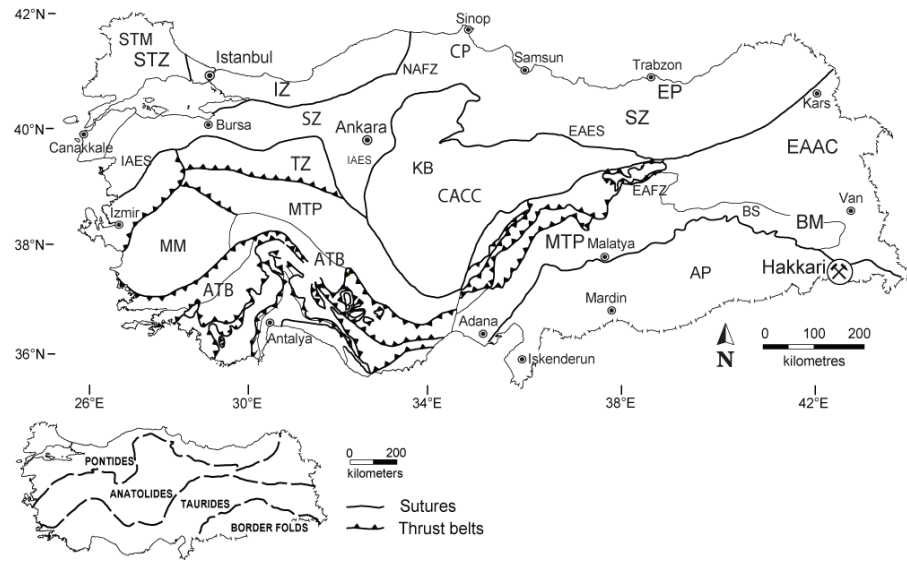 42°N
STM
STZ
Istanbul
IZ
NAFZ
CP
Sinop
Samsun
Trabzon
EP
Kars
40°N
Canakkale
Bursa
SZ
Ankara
IAES
EAES
SZ
EAAC
IAES
TZ
KB
CACC
EAFZ
Van
Izmir
MTP
BS
BM
38°N
MM
ATB
ATB
MTP
Malatya
AP
Hakkari
Mardin
Adana
Antalya
Iskenderun
36°N
N
0 100 200
kilometres
26°E 30°E 34°E 38°E 42°E
PONTIDES
ANATOLIDES
TAURIDES
BORDER FOLDS
0 200
kilometers
Sutures
Thrust belts